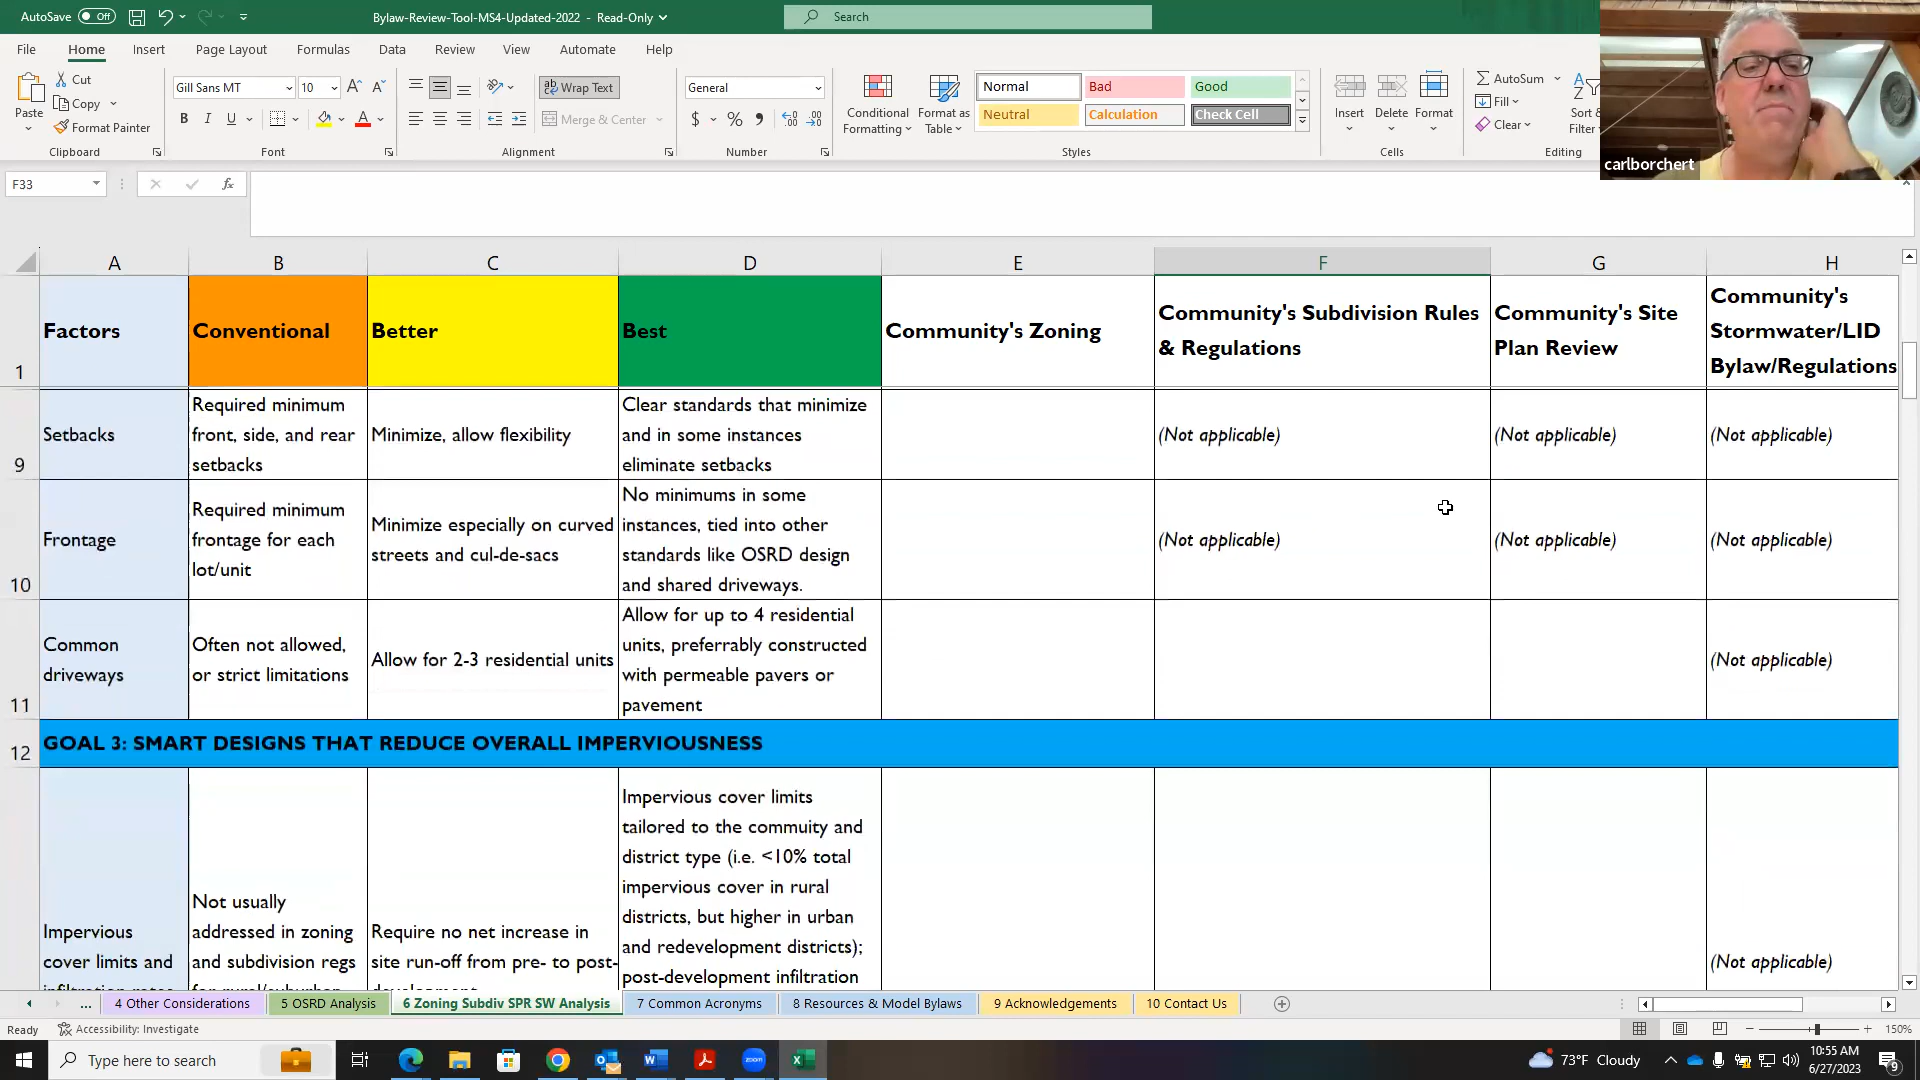 AutoSave Off Bylaw-Review-Tool-MS4-Updated-2022 - Read-Only Search
File Home Insert Page Layout Formulas Data Review View Automate Help
Paste Cut Copy Format Painter
Gill Sans MT 10
B I U
Wrap Text
Merge & Center
General
Conditional Formatting Format as Table
Normal Bad Good
Neutral Calculation Check Cell
Insert Delete Format
AutoSum
Fill
Clear
Sort &
Filter
Clipboard Font Alignment Number Styles Cells Editing
carlborchert
F33 fx
A B C D E F G H
1 Factors Conventional Better Best Community's Zoning
Community's Subdivision Rules
& Regulations
Community's Site
Plan Review
Community's
Stormwater/LID
Bylaw/Regulations
9 Setbacks
Required minimum
front, side, and rear
setbacks
Minimize, allow flexibility
Clear standards that minimize
and in some instances
eliminate setbacks
(Not applicable) (Not applicable) (Not applicable)
10 Frontage
Required minimum
frontage for each
lot/unit
Minimize especially on curved
streets and cul-de-sacs
No minimums in some
instances, tied into other
standards like OSRD design
and shared driveways.
(Not applicable) (Not applicable) (Not applicable)
11
Common
driveways
Often not allowed,
or strict limitations
Allow for 2-3 residential units
Allow for up to 4 residential
units, preferrably constructed
with permeable pavers or
pavement
(Not applicable)
12 GOAL 3: SMART DESIGNS THAT REDUCE OVERALL IMPERVIOUSNESS
Impervious
cover limits and
Not usually
addressed in zoning
and subdivision regs
Require no net increase in
site run-off from pre- to post-
Impervious cover limits
tailored to the commuity and
district type (i.e. <10% total
impervious cover in rural
districts, but higher in urban
and redevelopment districts);
post-development infiltration
(Not applicable)
... 4 Other Considerations 5 OSRD Analysis 6 Zoning Subdiv SPR SW Analysis 7 Common Acronyms 8 Resources & Model Bylaws 9 Acknowledgements 10 Contact Us
Ready Accessibility: Investigate 150%
Type here to search 73°F Cloudy 10:55 AM
6/27/2023